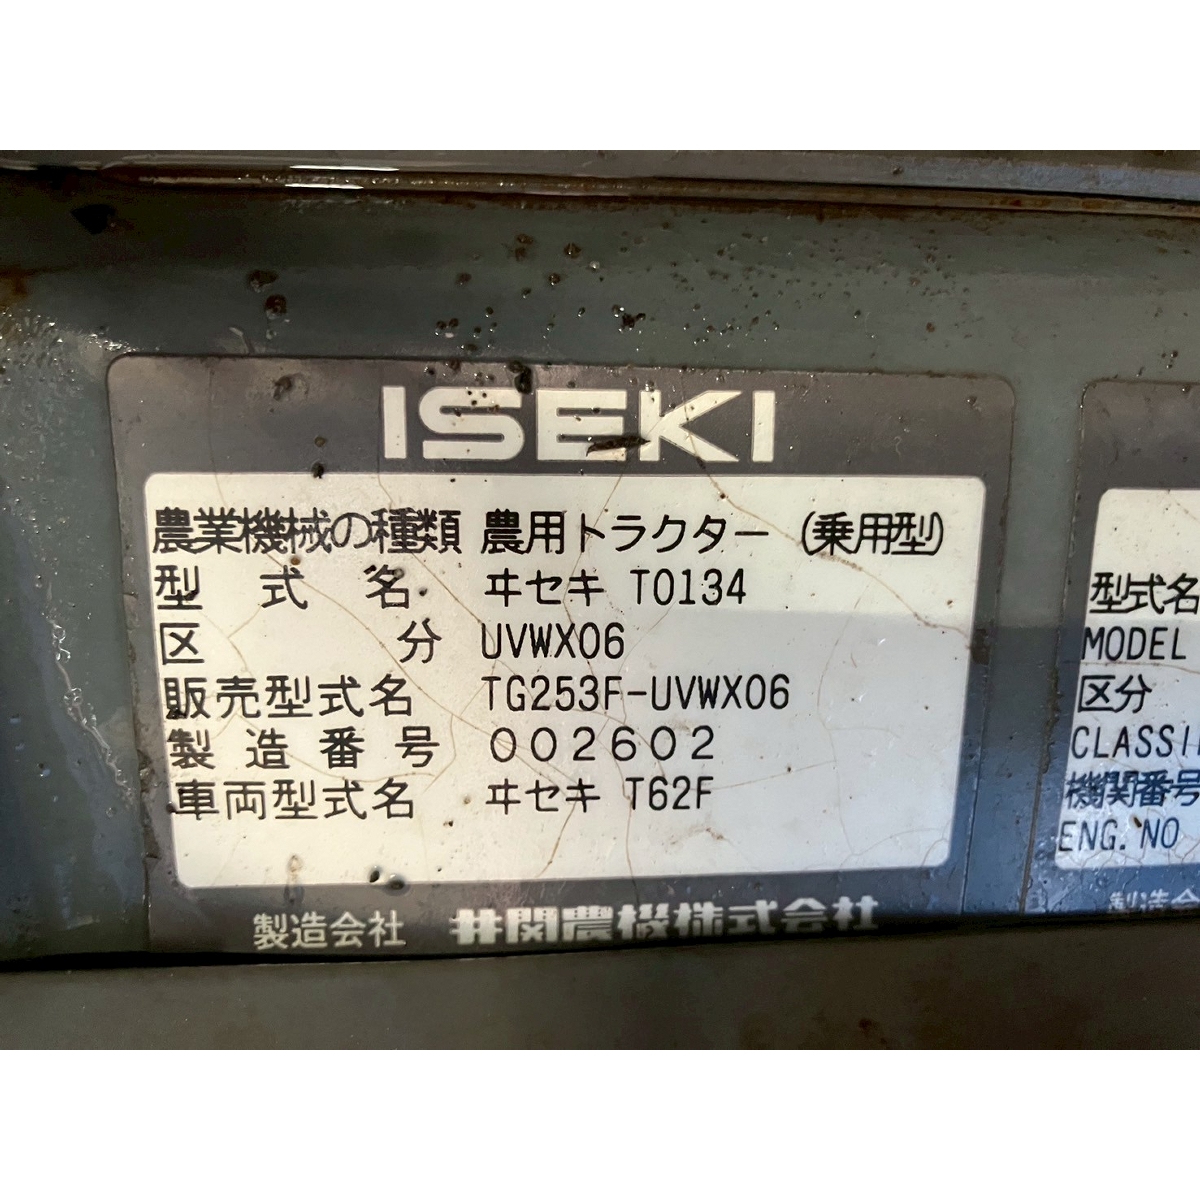 ISEKI
農業機械の種類 農用トラクター (乗用型)
型式名 ヰセキ T0134
区分 UVWX06
販売型式名 TG253F-UVWX06
製造番号 002602
車両型式名 ヰセキ T62F
製造会社 井関農機株式会社
型式名
MODEL
区分
機関番号
ENG.NO